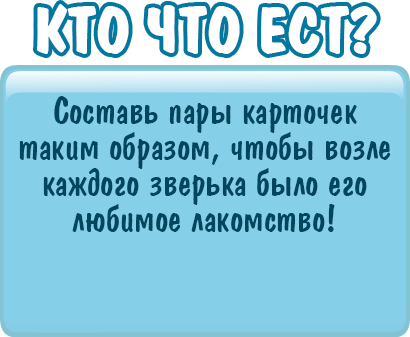 КТО ЧТО ЕСТ?
Составь пары карточек
таким образом, чтобы возле
каждого зверька было его
любимое лакомство!